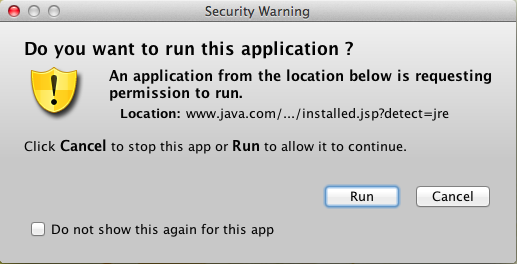 Security Warning
Do you want to run this application ?
An application from the location below is requesting
permission to run.
Location: www.java.com/.../installed.jsp?detect=jre
Click Cancel to stop this app or Run to allow it to continue.
Run Cancel
Do not show this again for this app